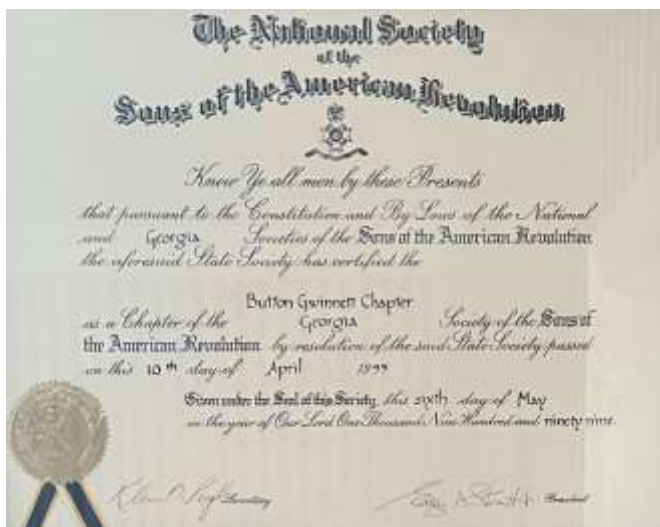 The National Society
of the
Sons of the American Revolution
Know Ye all men by these Presents
that pursuant to the Constitution and By Laws of the National
and Georgia Societies of the Sons of the American Revolution
the aforesaid State Society has certified the
Button Gwinnett Chapter
as a Chapter of the Georgia Society of the Sons of
the American Revolution by resolution of the said State Society passed
on this 10th day of April 1999
Given under the Seal of this Society, this sixth day of May
in the year of Our Lord One Thousand Nine Hundred and ninety nine.
Secretary
President